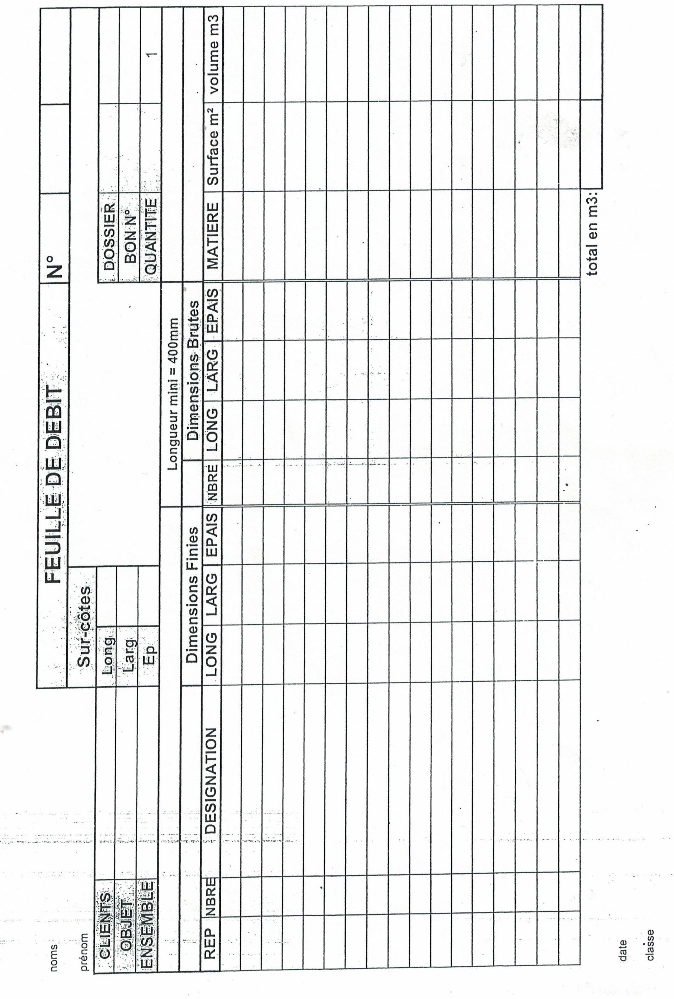 noms
FEUILLE DE DEBIT N°
prénom
Sur-côtes
CLIENTS Long DOSSIER
OBJET Larg BON N°
ENSEMBLE Ep QUANTITE 1
Longueur mini = 400mm
Dimensions Finies Dimensions Brutes
REP NBRE DESIGNATION LONG LARG EPAIS NBRE LONG LARG EPAIS MATIERE Surface m² volume m3
total en m3:
date
classe